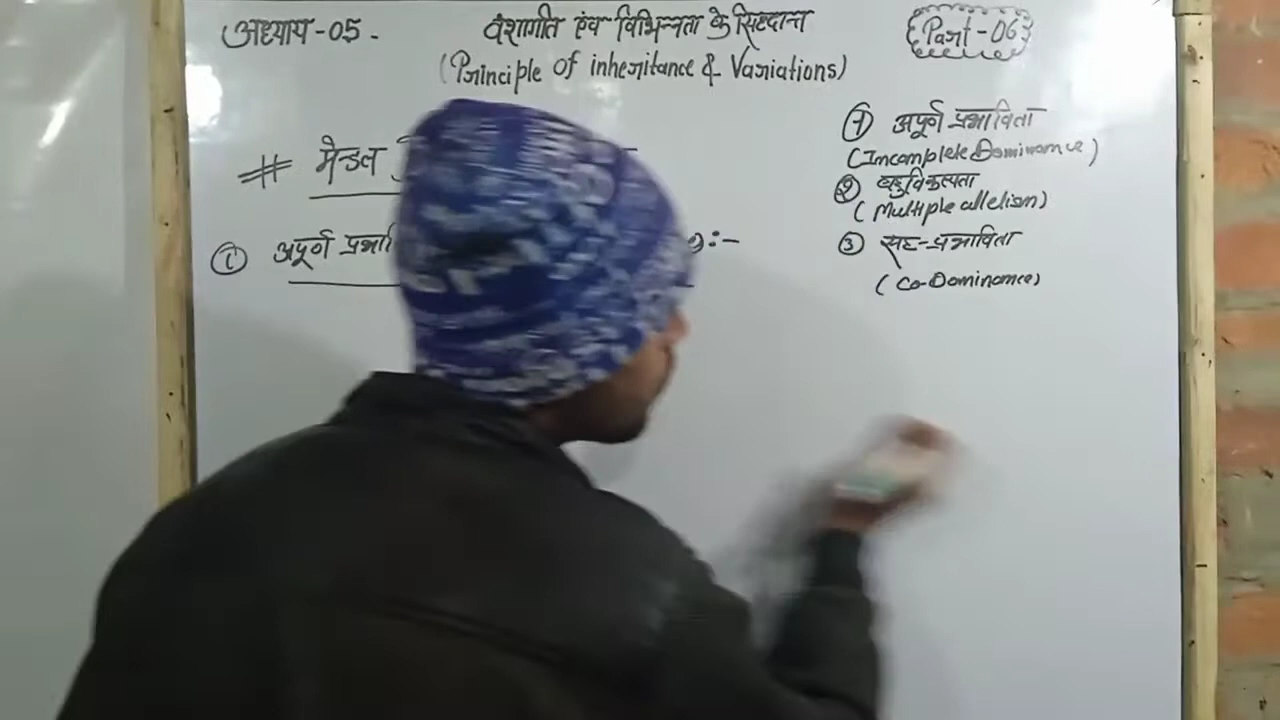 अध्याय -05.
वंशागति एंव विभिन्नता के सिद्दान्त
Part -06
(Principle of inheritance & Variations)
# मेन्डल
① अपूर्ण प्रभावि :-
① अपूर्ण प्रभाविता
(Incomplete Dominance)
② बहुविकल्पता
(Multiple allelism)
③ सह-प्रभाविता
(Co-Dominance)